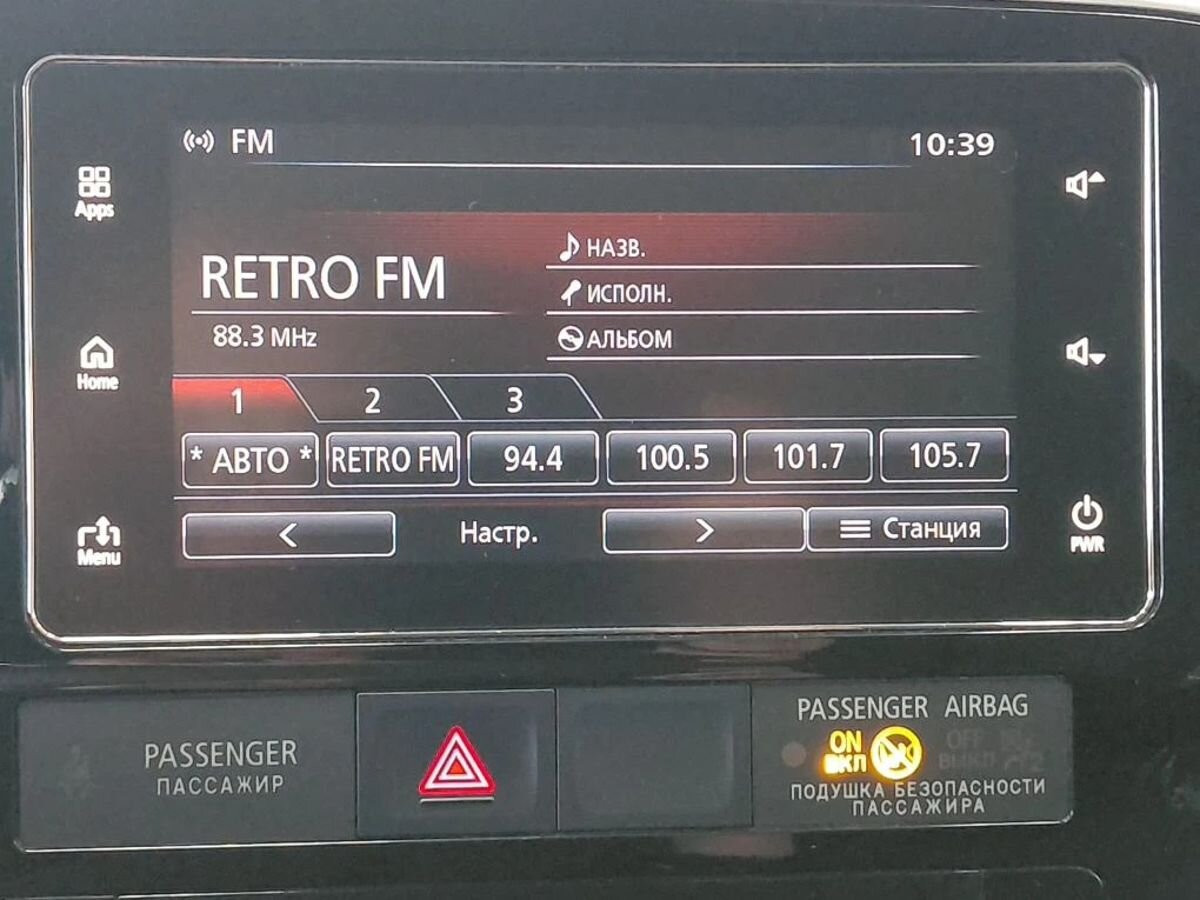 FM 10:39
Apps
RETRO FM
88.3 MHz
НАЗВ.
ИСПОЛН.
АЛЬБОМ
Home
1 2 3
* АВТО * RETRO FM 94.4 100.5 101.7 105.7
< Настр. > Станция
Menu
PWR
PASSENGER
ПАССАЖИР
PASSENGER AIRBAG
ON OFF
ВКЛ ВЫКЛ
ПОДУШКА БЕЗОПАСНОСТИ
ПАССАЖИРА